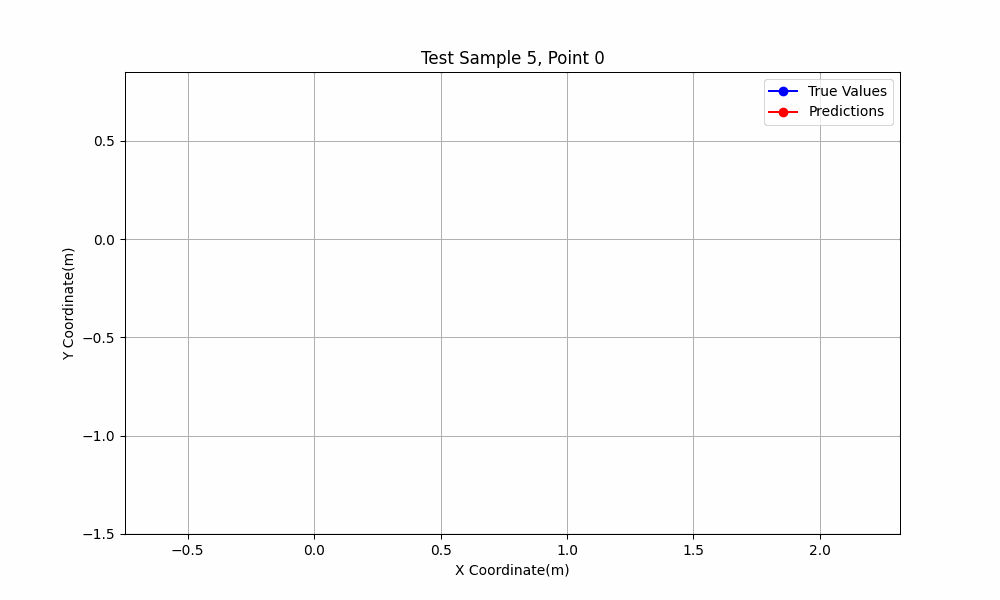 Test Sample 5, Point 0
True Values
Predictions
0.5
0.0
−0.5
−1.0
−1.5
Y Coordinate(m)
−0.5 0.0 0.5 1.0 1.5 2.0
X Coordinate(m)